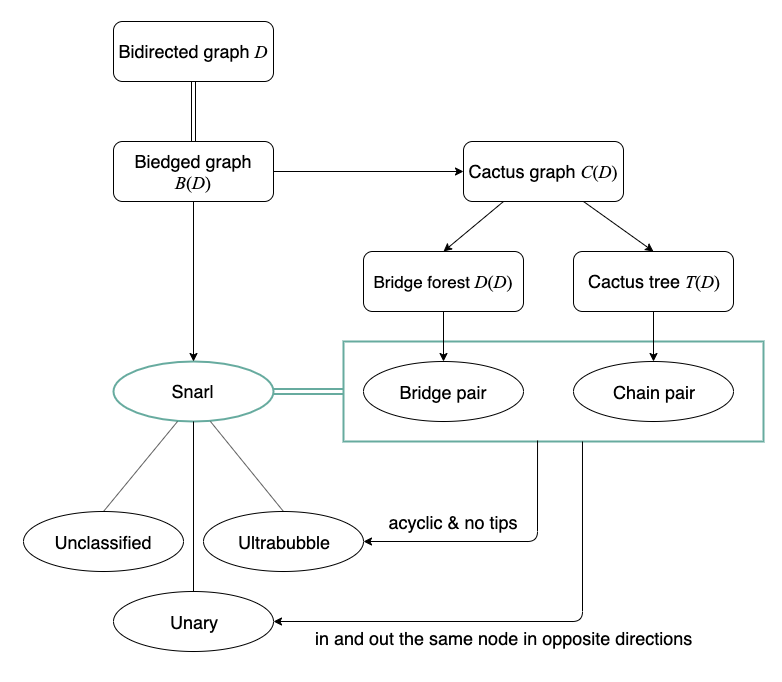 Bidirected graph D
Biedged graph
B(D)
Cactus graph C(D)
Bridge forest D(D)
Cactus tree T(D)
Snarl
Bridge pair
Chain pair
acyclic & no tips
Unclassified
Ultrabubble
Unary
in and out the same node in opposite directions